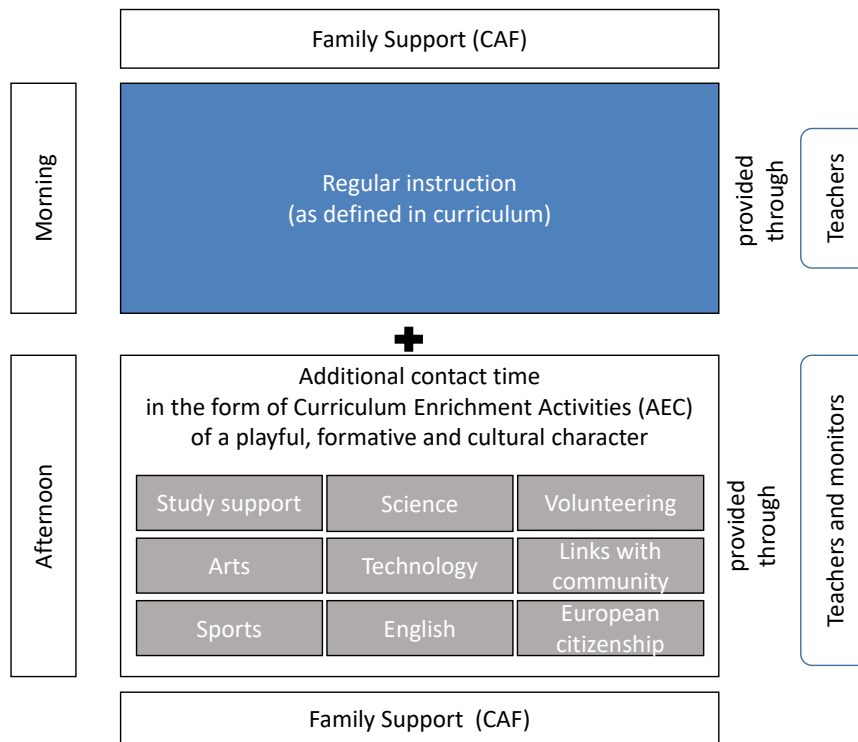 Family Support (CAF)
Morning
Regular instruction
(as defined in curriculum)
provided
through
Teachers
Afternoon
Additional contact time
in the form of Curriculum Enrichment Activities (AEC)
of a playful, formative and cultural character
Study support
Science
Volunteering
Arts
Technology
Links with
community
Sports
English
European
citizenship
provided
through
Teachers and monitors
Family Support (CAF)